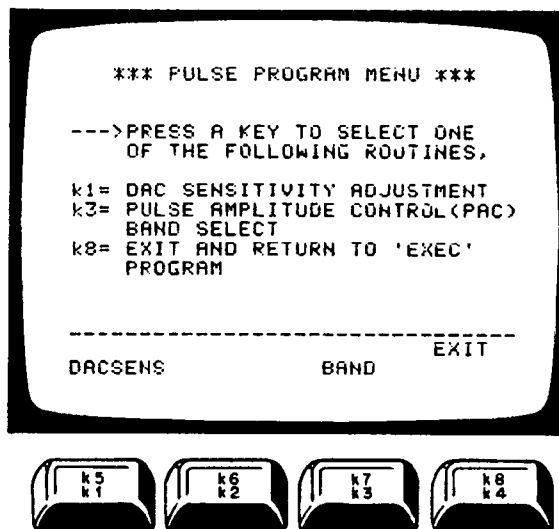 *** PULSE PROGRAM MENU ***
--->PRESS A KEY TO SELECT ONE
OF THE FOLLOWING ROUTINES.
k1= DAC SENSITIVITY ADJUSTMENT
k3= PULSE AMPLITUDE CONTROL(PAC)
BAND SELECT
k8= EXIT AND RETURN TO 'EXEC'
PROGRAM
--------------------------------
EXIT
DACSENS BAND
k5 k6 k7 k8
k1 k2 k3 k4